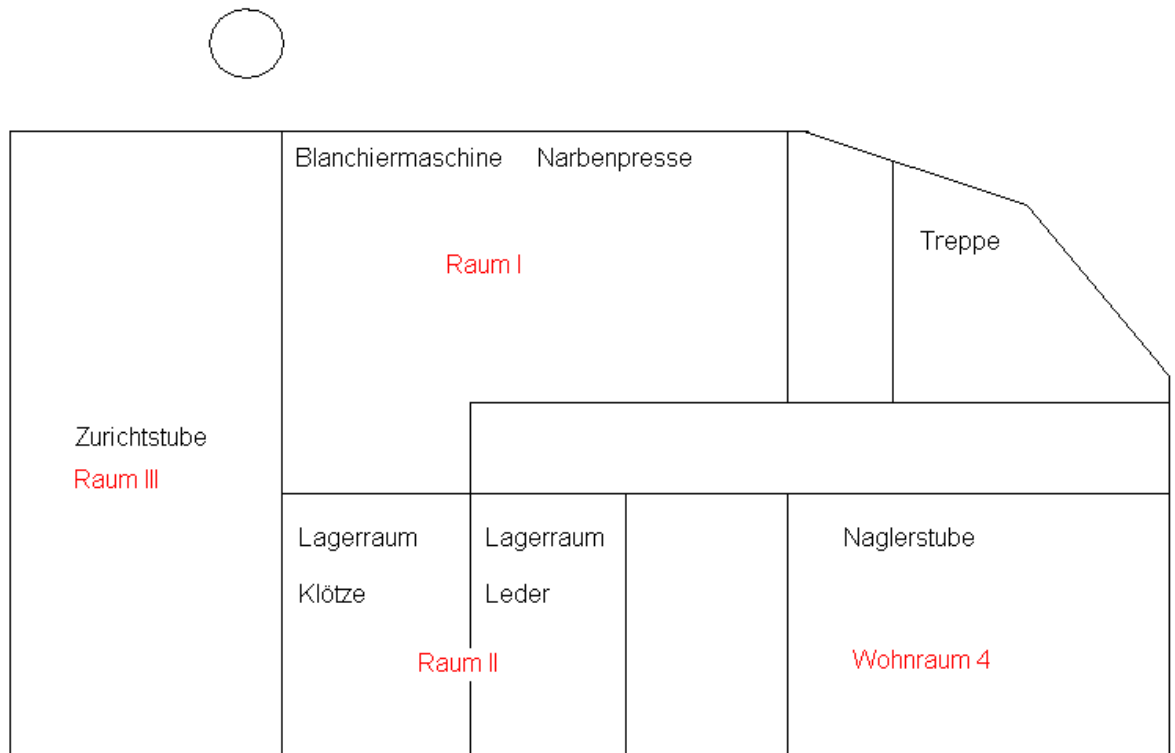 Blanchiermaschine Narbenpresse
Treppe
Raum I
Zurichtstube
Raum III
Lagerraum
Klötze
Lagerraum
Leder
Raum II
Naglerstube
Wohnraum 4